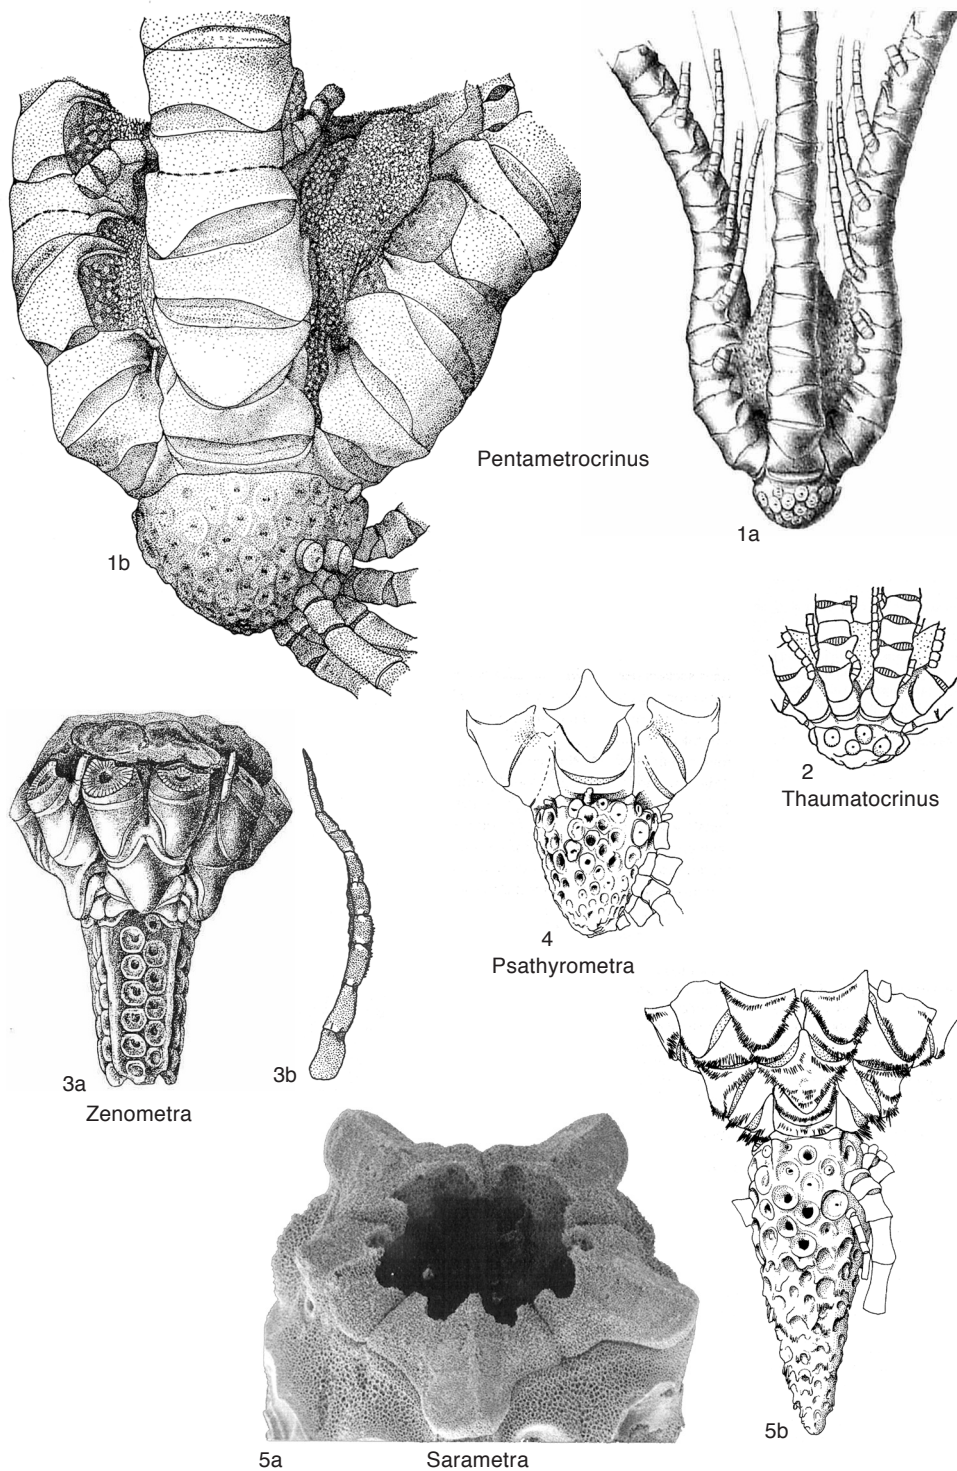 Pentametrocrinus
1a
1b
2
Thaumatocrinus
4
Psathyrometra
3a
3b
Zenometra
5a
Sarametra
5b